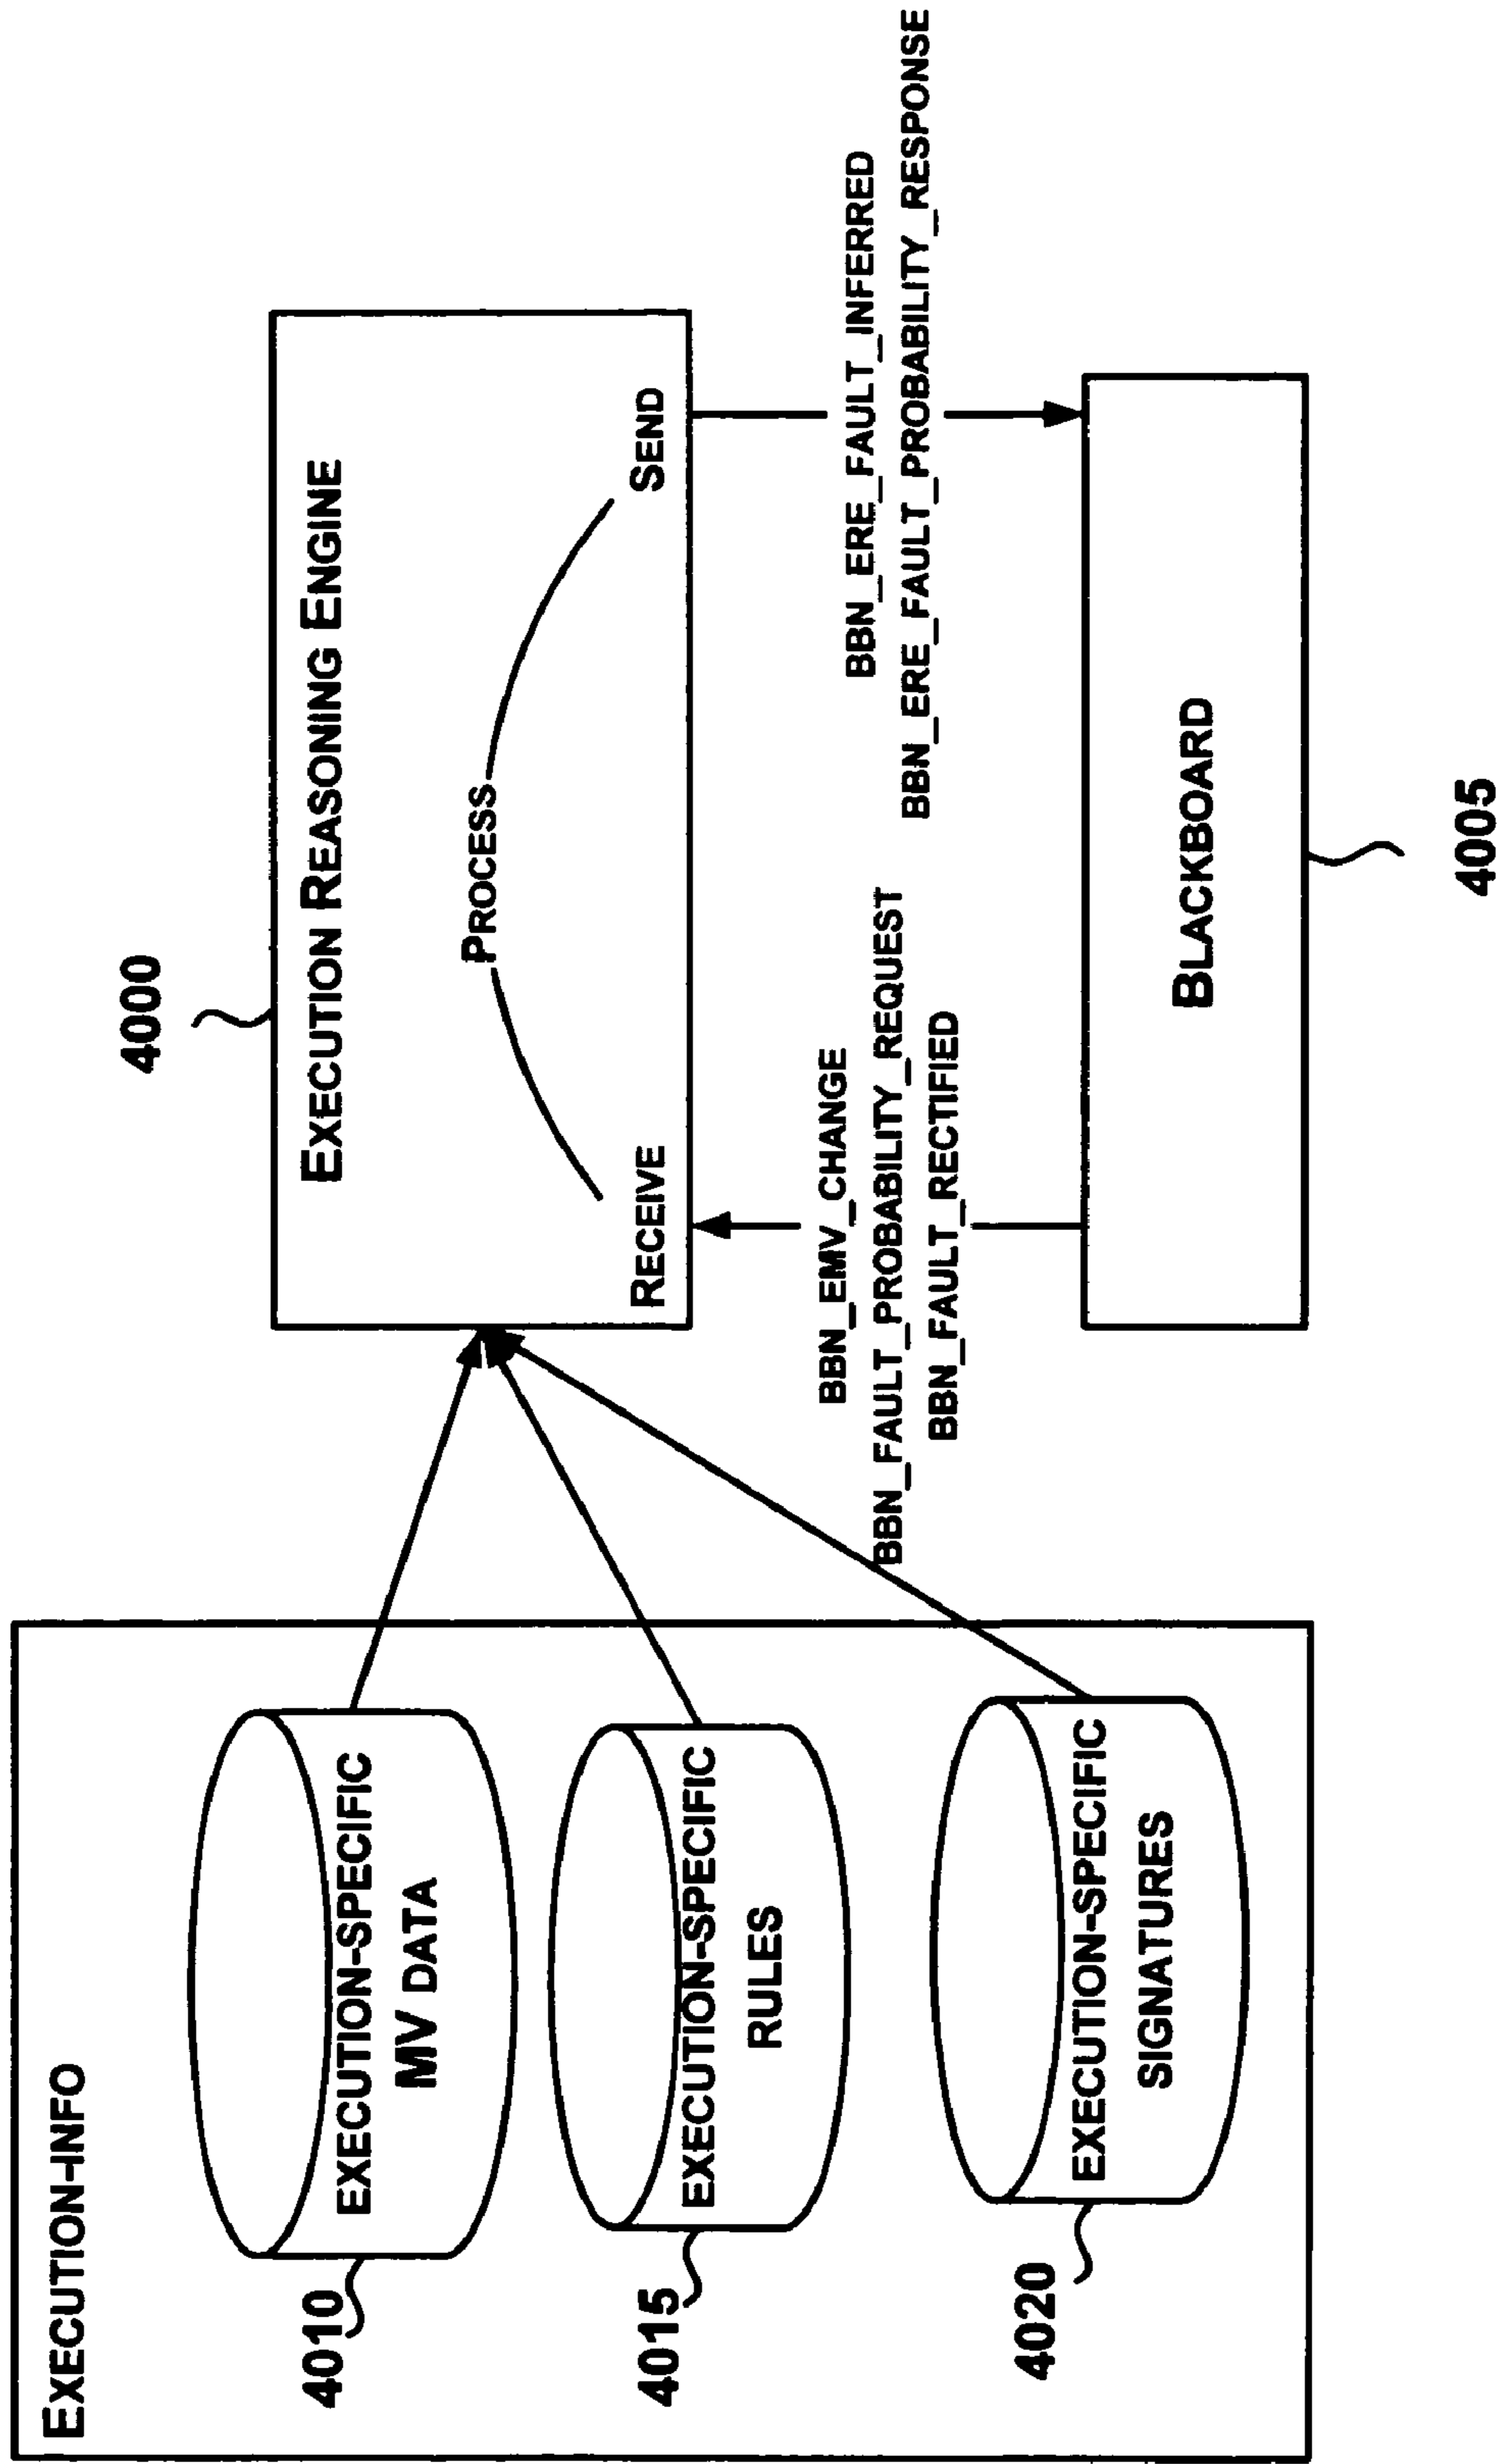 EXECUTION-INFO
4010
EXECUTION-SPECIFIC
MV DATA
4015
EXECUTION-SPECIFIC
RULES
4020
EXECUTION-SPECIFIC
SIGNATURES
4000
EXECUTION REASONING ENGINE
PROCESS
RECEIVE
SEND
BBN_EMV_CHANGE
BBN_FAULT_PROBABILITY_REQUEST
BBN_FAULT_RECTIFIED
BBN_ERE_FAULT_INFERRED
BBN_ERE_FAULT_PROBABILITY_RESPONSE
BLACKBOARD
4005